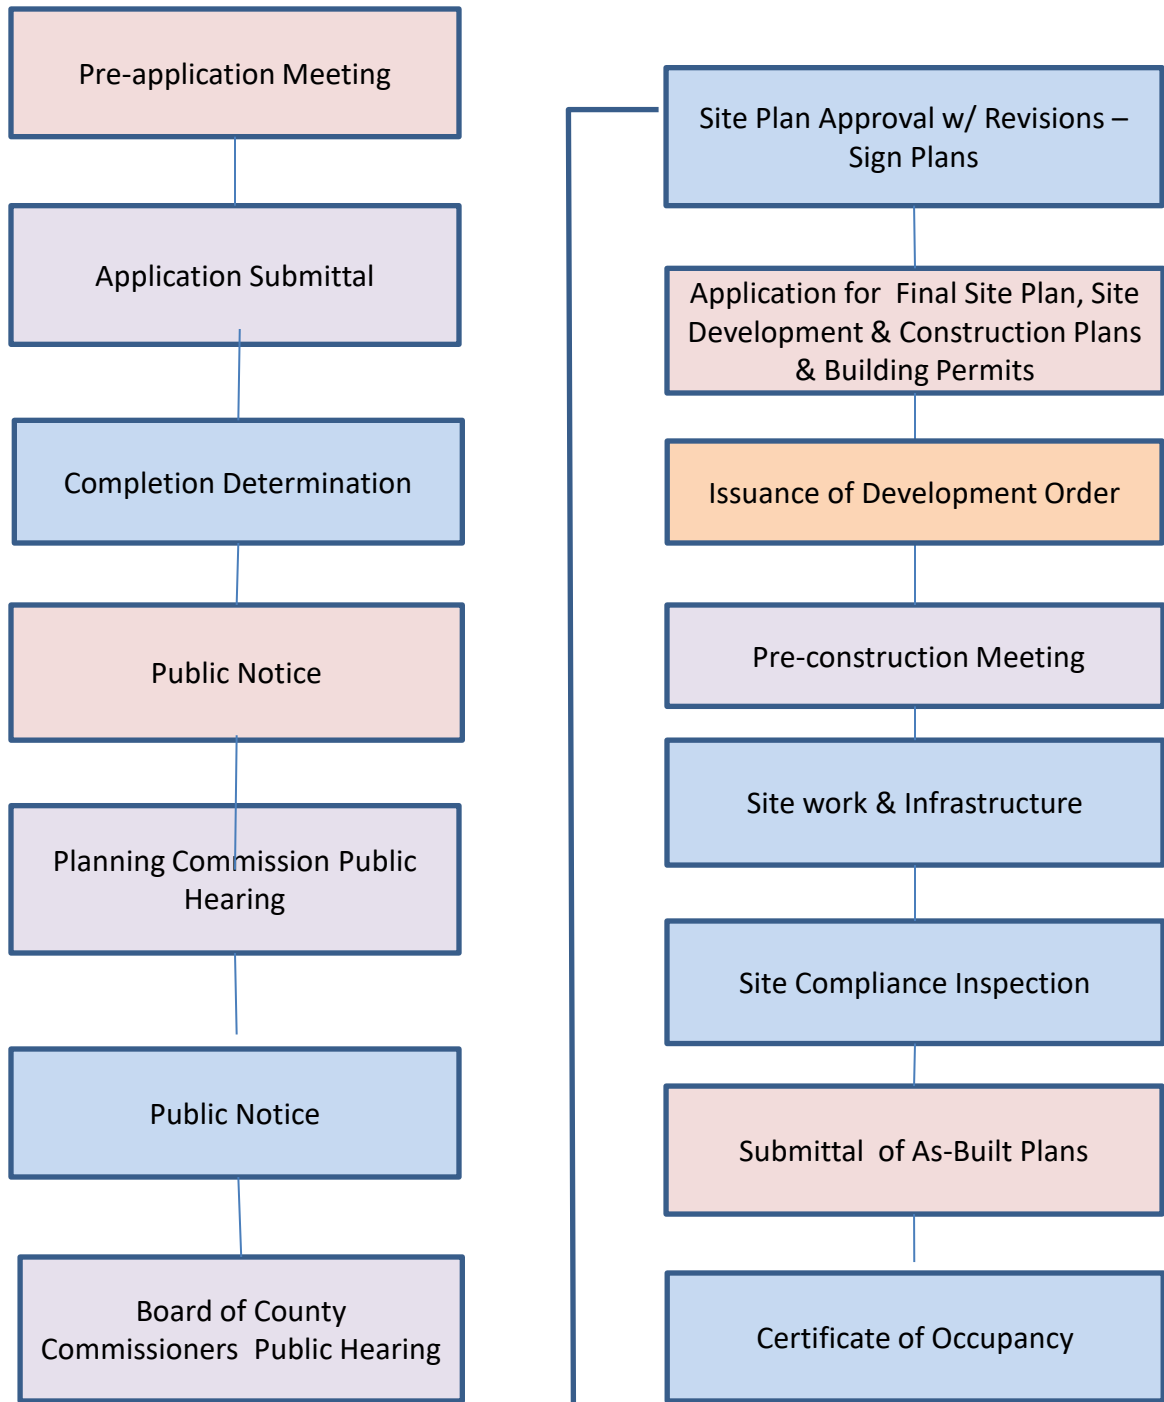 Pre-application Meeting
Application Submittal
Completion Determination
Public Notice
Planning Commission Public
Hearing
Public Notice
Board of County
Commissioners  Public Hearing
Site Plan Approval w/ Revisions –
Sign Plans
Application for  Final Site Plan, Site
Development & Construction Plans
& Building Permits
Issuance of Development Order
Pre-construction Meeting
Site work & Infrastructure
Site Compliance Inspection
Submittal  of As-Built Plans
Certificate of Occupancy